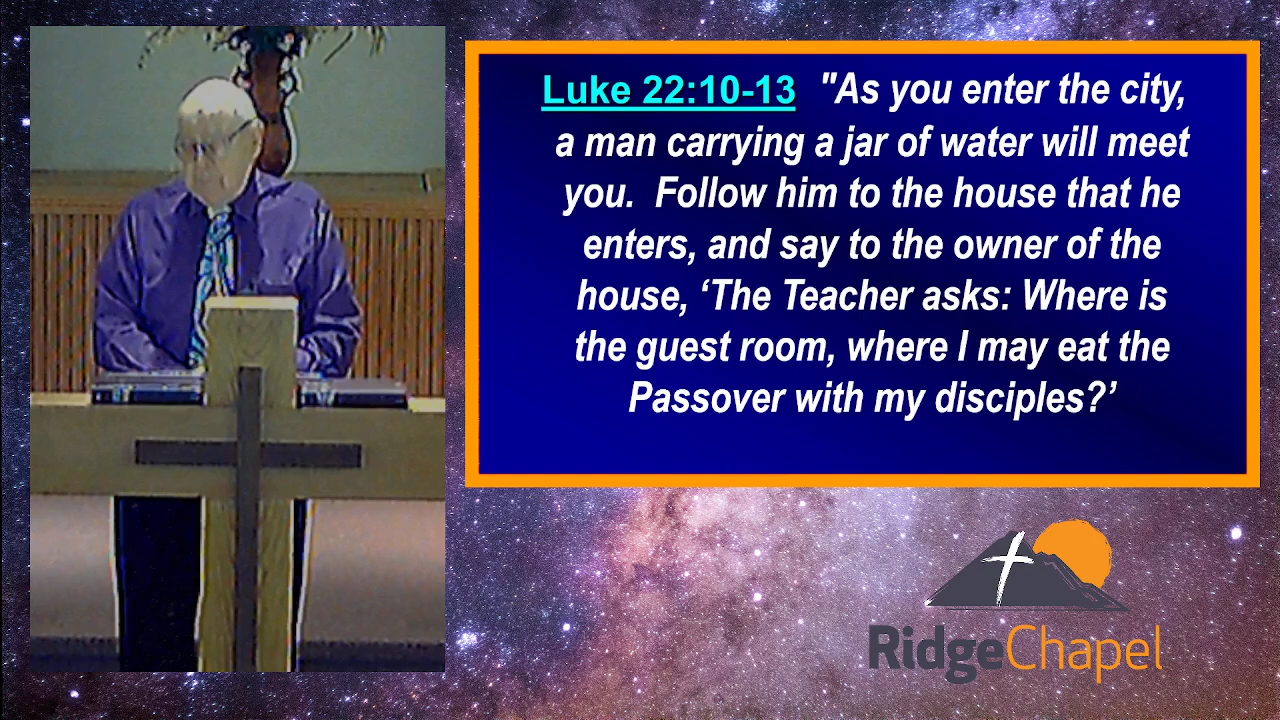 Luke 22:10-13 "As you enter the city,
a man carrying a jar of water will meet
you. Follow him to the house that he
enters, and say to the owner of the
house, ‘The Teacher asks: Where is
the guest room, where I may eat the
Passover with my disciples?’
RidgeChapel